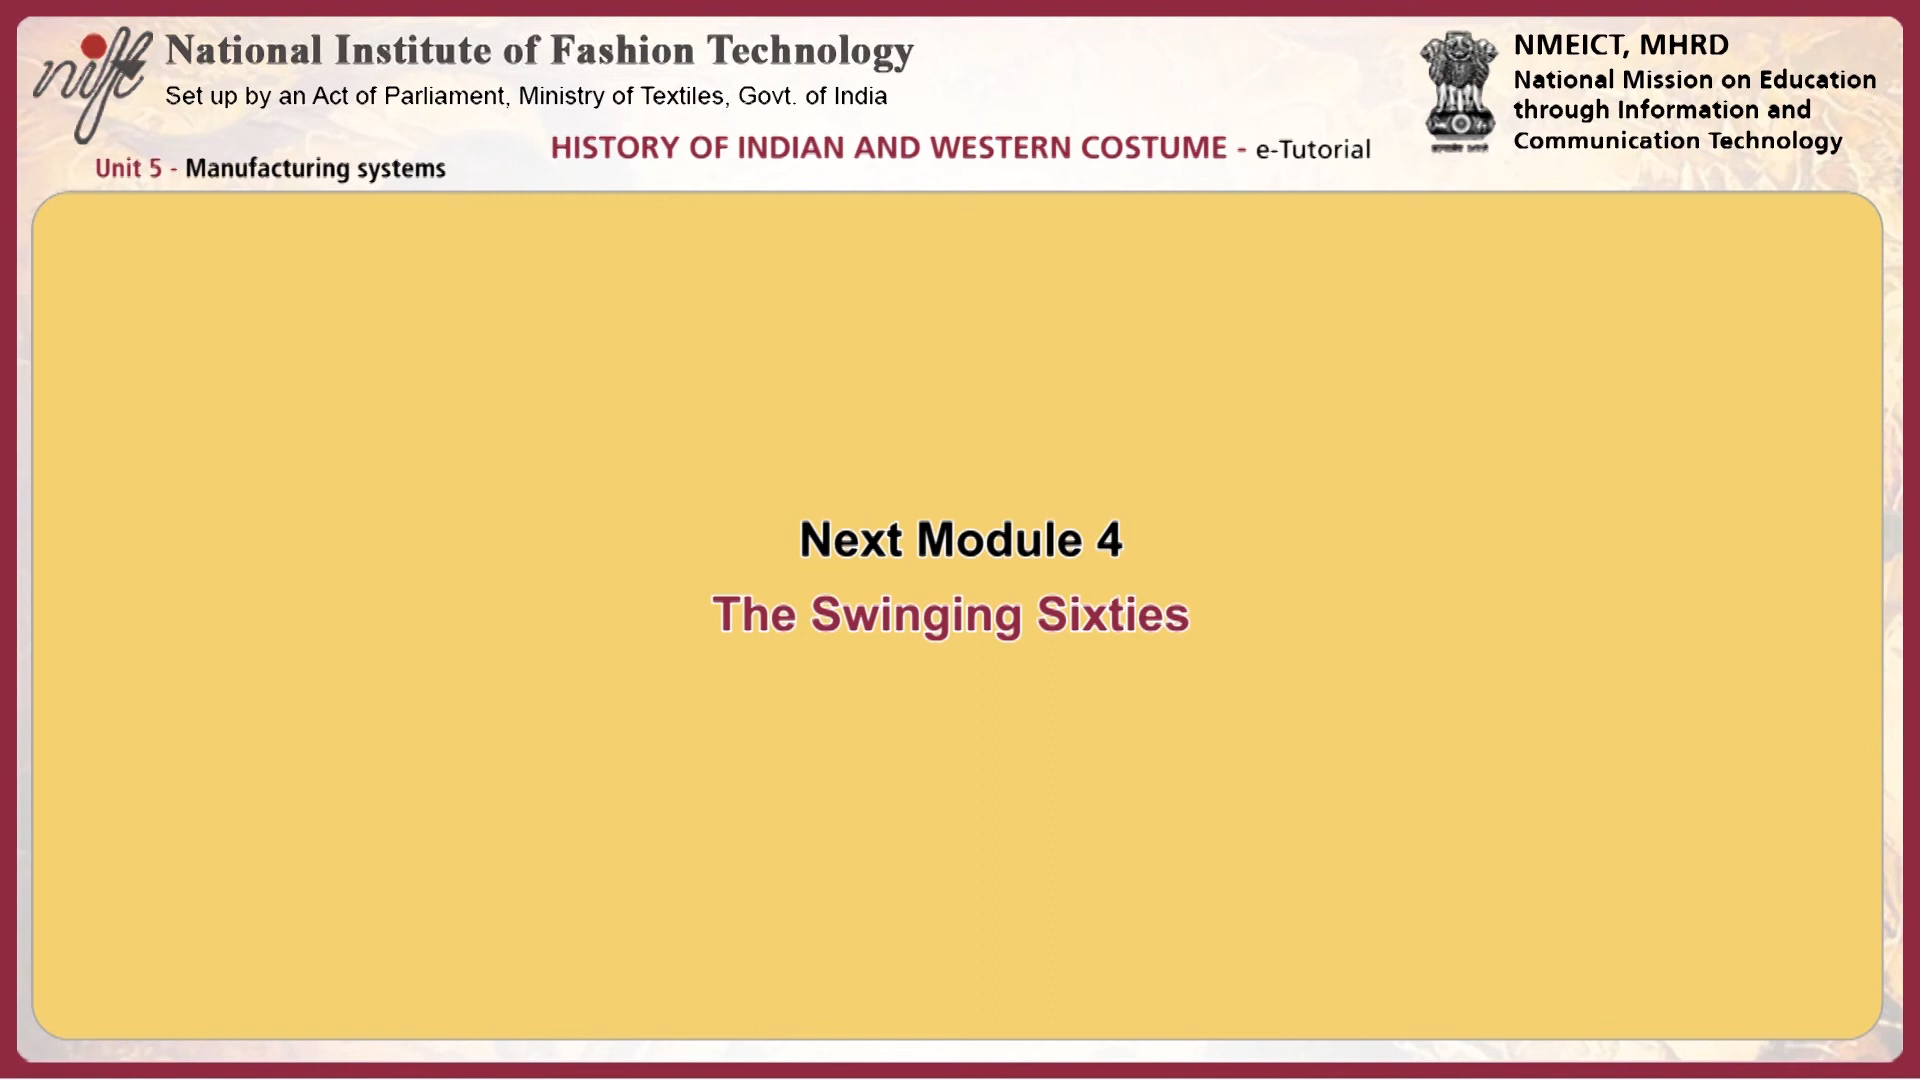 nift
National Institute of Fashion Technology
Set up by an Act of Parliament, Ministry of Textiles, Govt. of India
NMEICT, MHRD
National Mission on Education
through Information and
Communication Technology
HISTORY OF INDIAN AND WESTERN COSTUME - e-Tutorial
Unit 5 - Manufacturing systems
Next Module 4
The Swinging Sixties